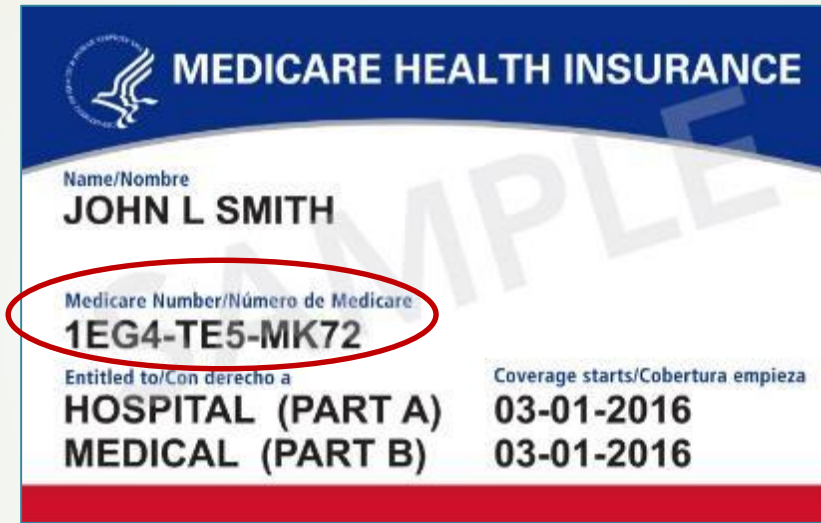 MEDICARE HEALTH INSURANCE
Name/Nombre
JOHN L SMITH
Medicare Number/Número de Medicare
1EG4-TE5-MK72
Entitled to/Con derecho a
HOSPITAL (PART A)
MEDICAL (PART B)
Coverage starts/Cobertura empieza
03-01-2016
03-01-2016
SAMPLE